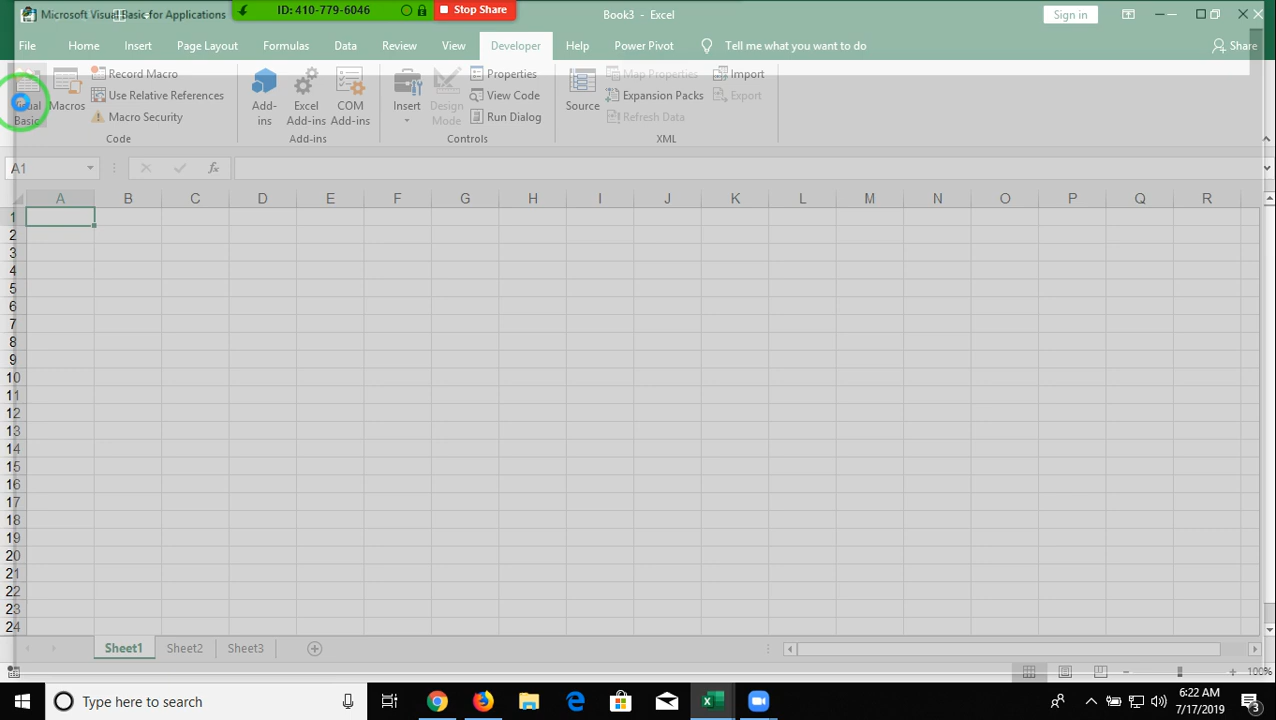 Microsoft Visual Basic for Applications
ID: 410-779-6046
Stop Share
Book3 - Excel
Sign in
File Home Insert Page Layout Formulas Data Review View Developer Help Power Pivot Tell me what you want to do Share
Visual Basic
Macros
Record Macro
Use Relative References
Macro Security
Code
Add-ins
Excel Add-ins
COM Add-ins
Add-ins
Insert
Design Mode
Properties
View Code
Run Dialog
Controls
Source
Map Properties
Expansion Packs
Refresh Data
Import
Export
XML
A1
fx
A B C D E F G H I J K L M N O P Q R
1
2
3
4
5
6
7
8
9
10
11
12
13
14
15
16
17
18
19
20
21
22
23
24
Sheet1 Sheet2 Sheet3
100%
Type here to search
6:22 AM
7/17/2019
3